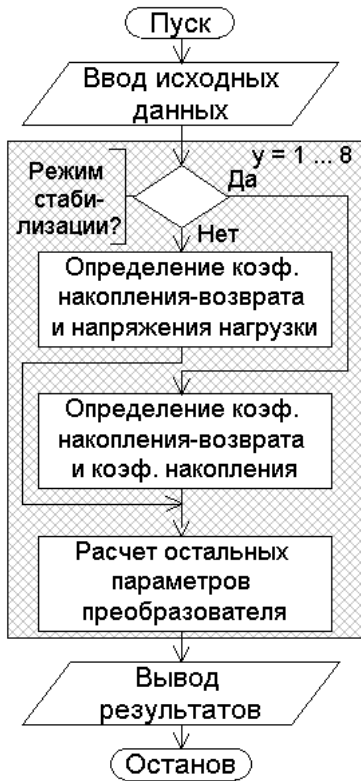 Пуск
Ввод исходных
данных
y = 1 ... 8
Режим
стаби-
лизации?
Да
Нет
Определение коэф.
накопления-возврата
и напряжения нагрузки
Определение коэф.
накопления-возврата
и коэф. накопления
Расчет остальных
параметров
преобразователя
Вывод
результатов
Останов